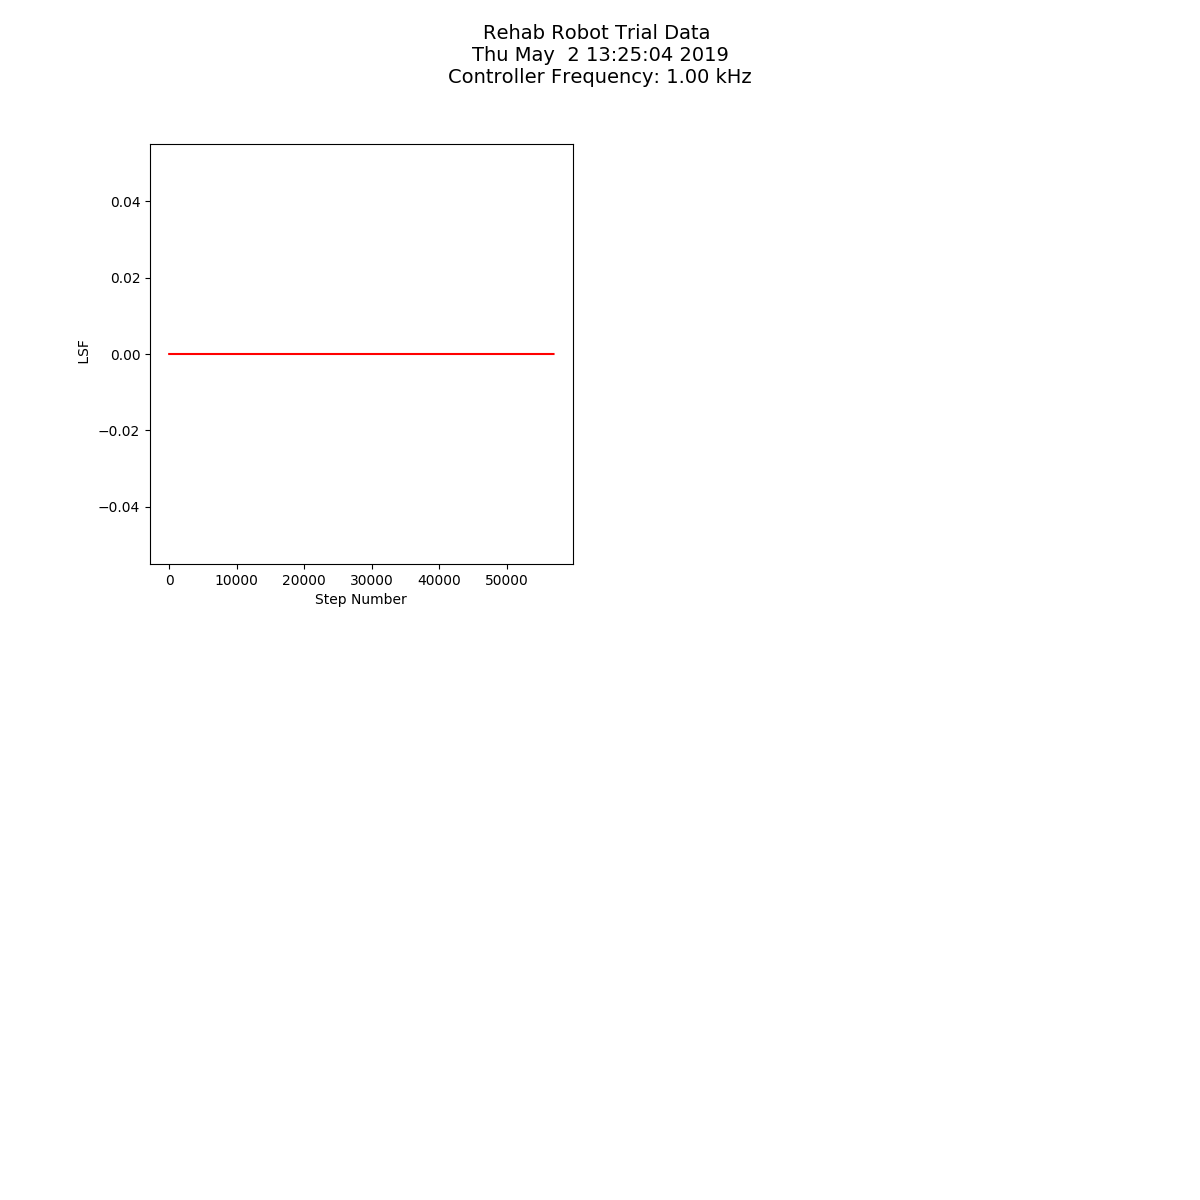 Rehab Robot Trial Data
Thu May  2 13:25:04 2019
Controller Frequency: 1.00 kHz
0.04
0.02
LSF
0.00
−0.02
−0.04
0 10000 20000 30000 40000 50000
Step Number